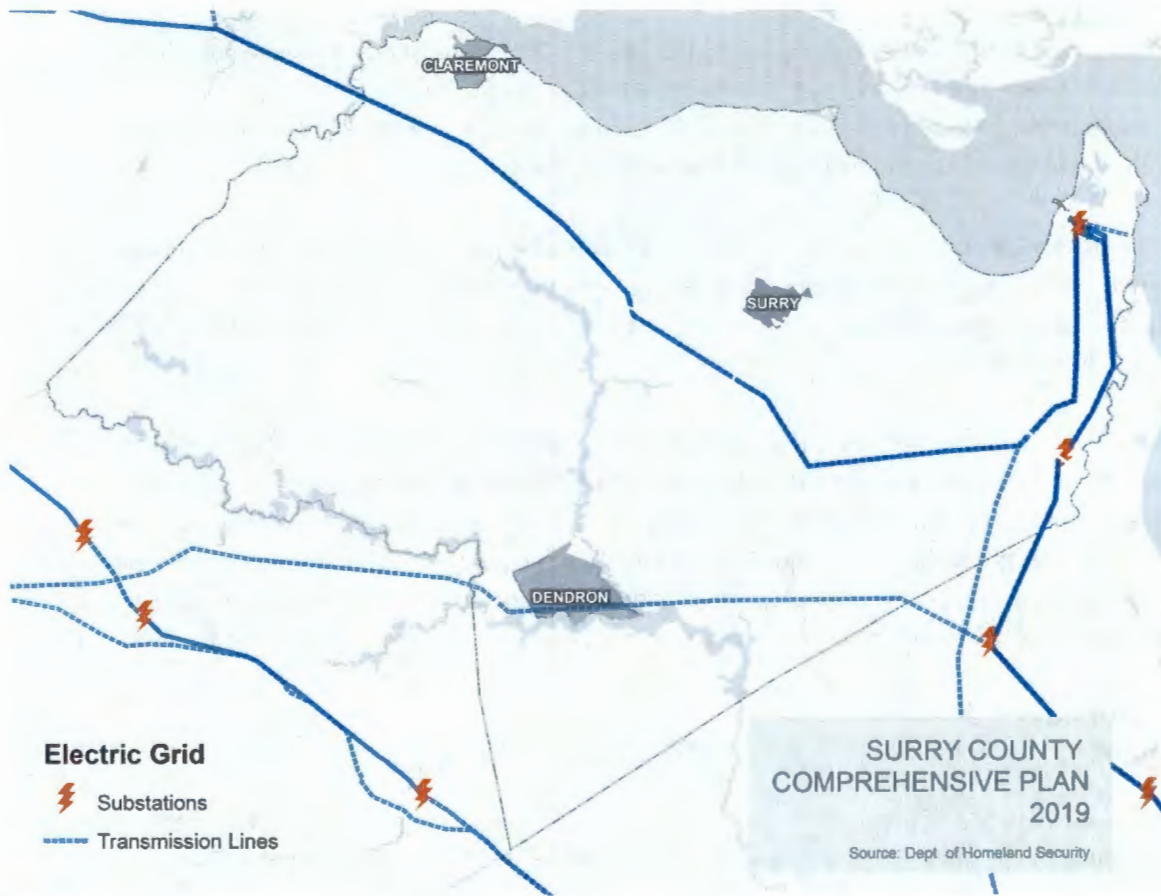 CLAREMONT
SURRY
DENDRON
Electric Grid
Substations
Transmission Lines
SURRY COUNTY
COMPREHENSIVE PLAN
2019
Source: Dept. of Homeland Security